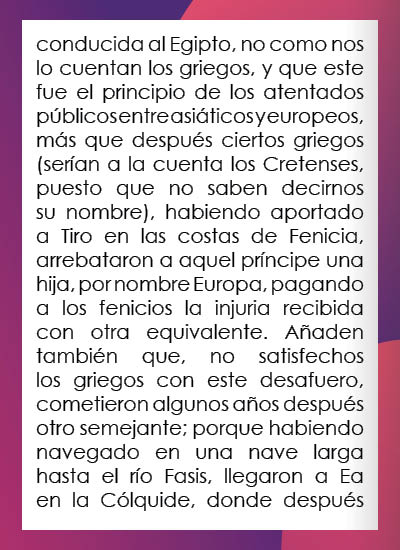 conducida al Egipto, no como nos
lo cuentan los griegos, y que este
fue el principio de los atentados
públicos entre asiáticos y europeos,
más que después ciertos griegos
(serían a la cuenta los Cretenses,
puesto que no saben decirnos
su nombre), habiendo aportado
a Tiro en las costas de Fenicia,
arrebataron a aquel príncipe una
hija, por nombre Europa, pagando
a los fenicios la injuria recibida
con otra equivalente. Añaden
también que, no satisfechos
los griegos con este desafuero,
cometieron algunos años después
otro semejante; porque habiendo
navegado en una nave larga
hasta el río Fasis, llegaron a Ea
en la Cólquide, donde después